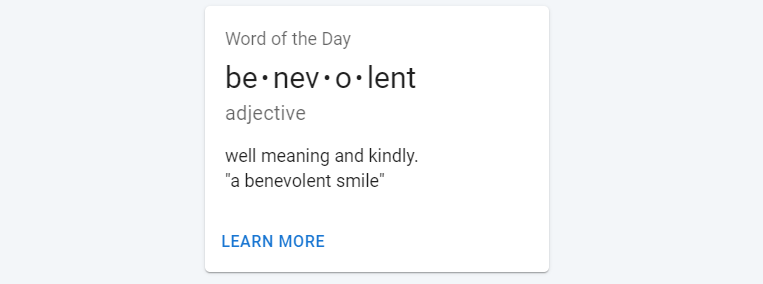 Word of the Day
be•nev•o•lent
adjective
well meaning and kindly.
"a benevolent smile"
LEARN MORE